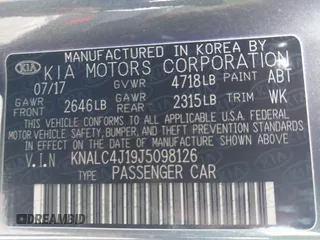 MANUFACTURED IN KOREA BY
KIA KIA MOTORS CORPORATION
07/17 GVWR 4718LB PAINT ABT
GAWR FRONT 2646LB GAWR REAR 2315LB TRIM WK
THIS VEHICLE CONFORMS TO ALL APPLICABLE U.S.A. FEDERAL
MOTOR VEHICLE SAFETY, BUMPER, AND THEFT PREVENTION STANDARDS
IN EFFECT ON THE DATE OF MANUFACTURE SHOWN ABOVE.
V.I.N KNALC4J19J5098126
TYPE PASSENGER CAR
DREAMBID